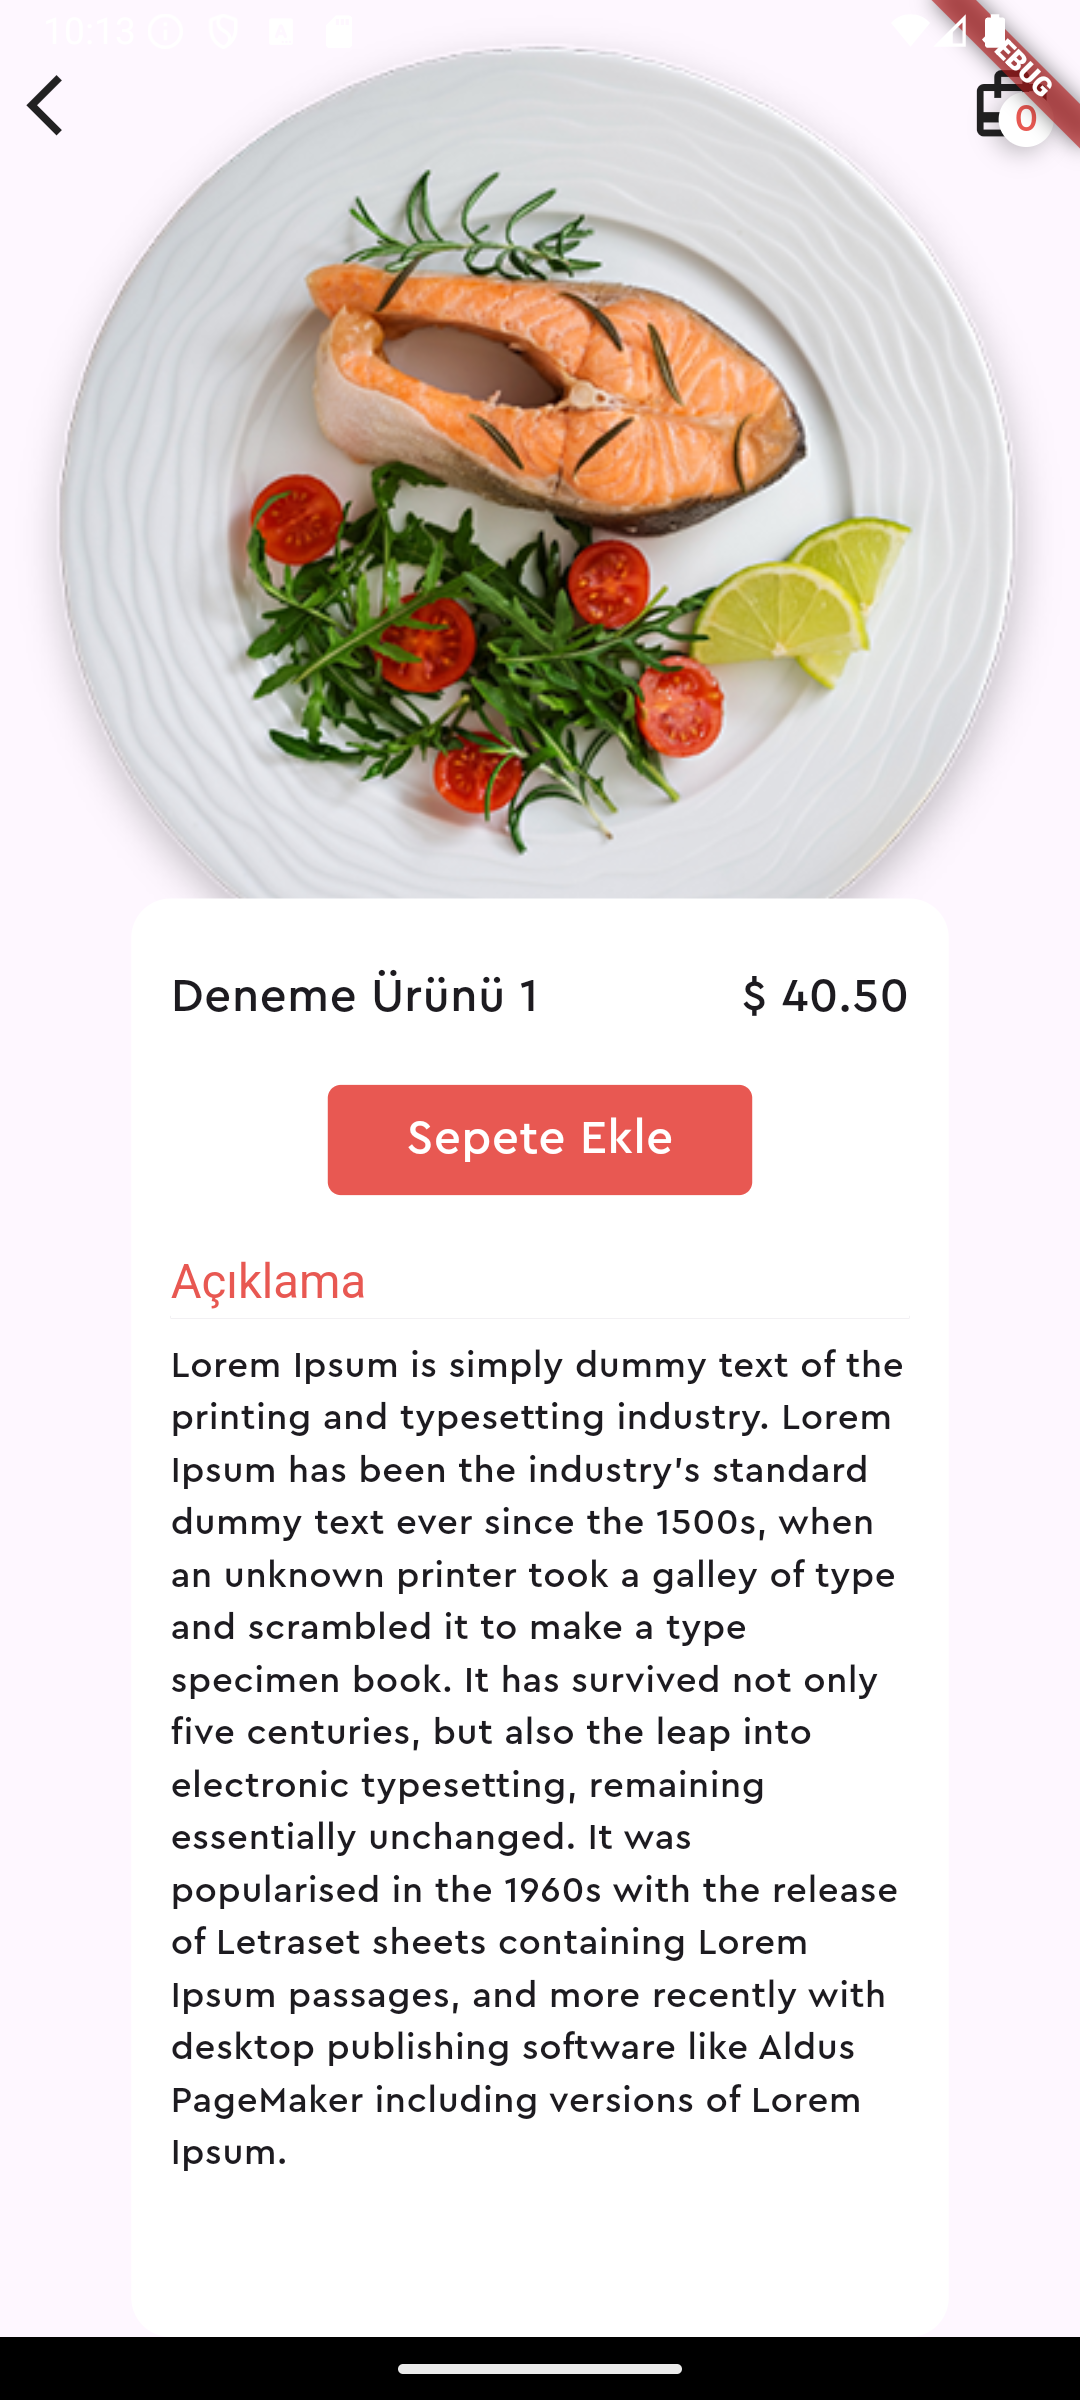 10:13
EBUG
0
Deneme Ürünü 1
$ 40.50
Sepete Ekle
Açıklama
Lorem Ipsum is simply dummy text of the
printing and typesetting industry. Lorem
Ipsum has been the industry's standard
dummy text ever since the 1500s, when
an unknown printer took a galley of type
and scrambled it to make a type
specimen book. It has survived not only
five centuries, but also the leap into
electronic typesetting, remaining
essentially unchanged. It was
popularised in the 1960s with the release
of Letraset sheets containing Lorem
Ipsum passages, and more recently with
desktop publishing software like Aldus
PageMaker including versions of Lorem
Ipsum.